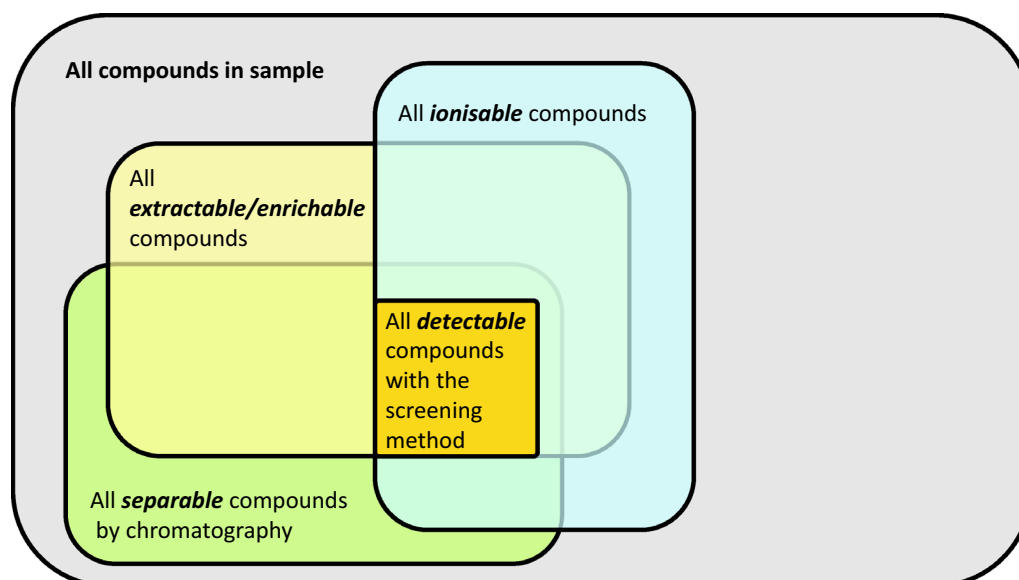 All compounds in sample
All ionisable compounds
All
extractable/enrichable
compounds
All detectable
compounds
with the
screening
method
All separable compounds
by chromatography